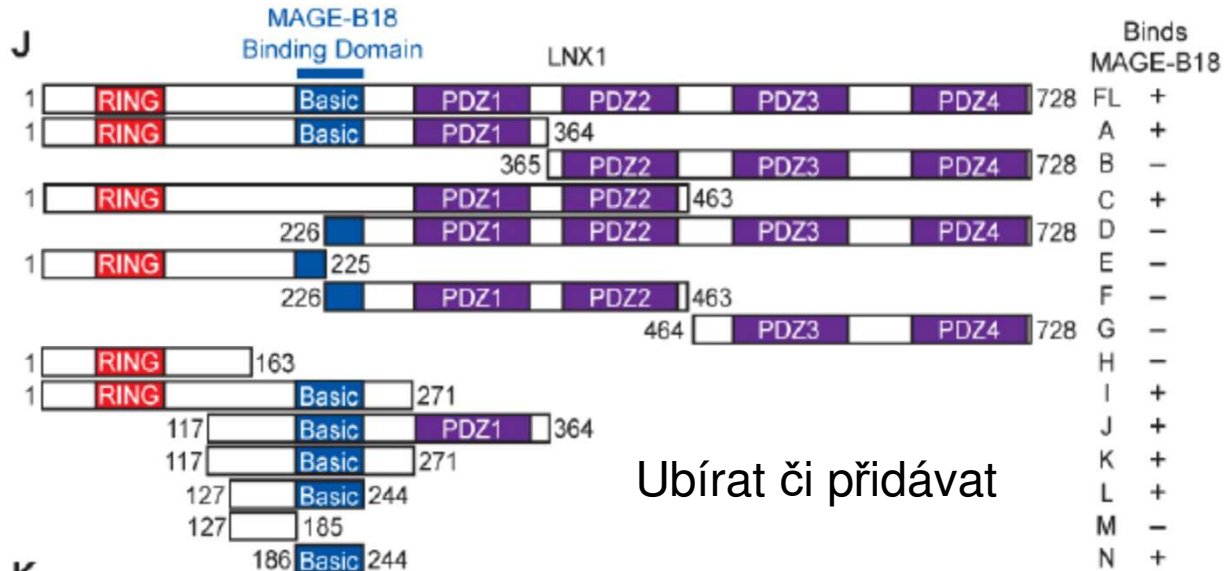 J
MAGE-B18
Binding Domain
LNX1
Binds
MAGE-B18
1 RING Basic PDZ1 PDZ2 PDZ3 PDZ4 728 FL +
1 RING Basic PDZ1 364 A +
365 PDZ2 PDZ3 PDZ4 728 B –
1 RING PDZ1 PDZ2 463 C +
226 PDZ1 PDZ2 PDZ3 PDZ4 728 D –
1 RING 225 E –
226 PDZ1 PDZ2 463 F –
464 PDZ3 PDZ4 728 G –
1 RING 163 H –
1 RING Basic 271 I +
117 Basic PDZ1 364 J +
117 Basic 271 K +
Ubírat či přidávat
127 Basic 244 L +
127 185 M –
186 Basic 244 N +